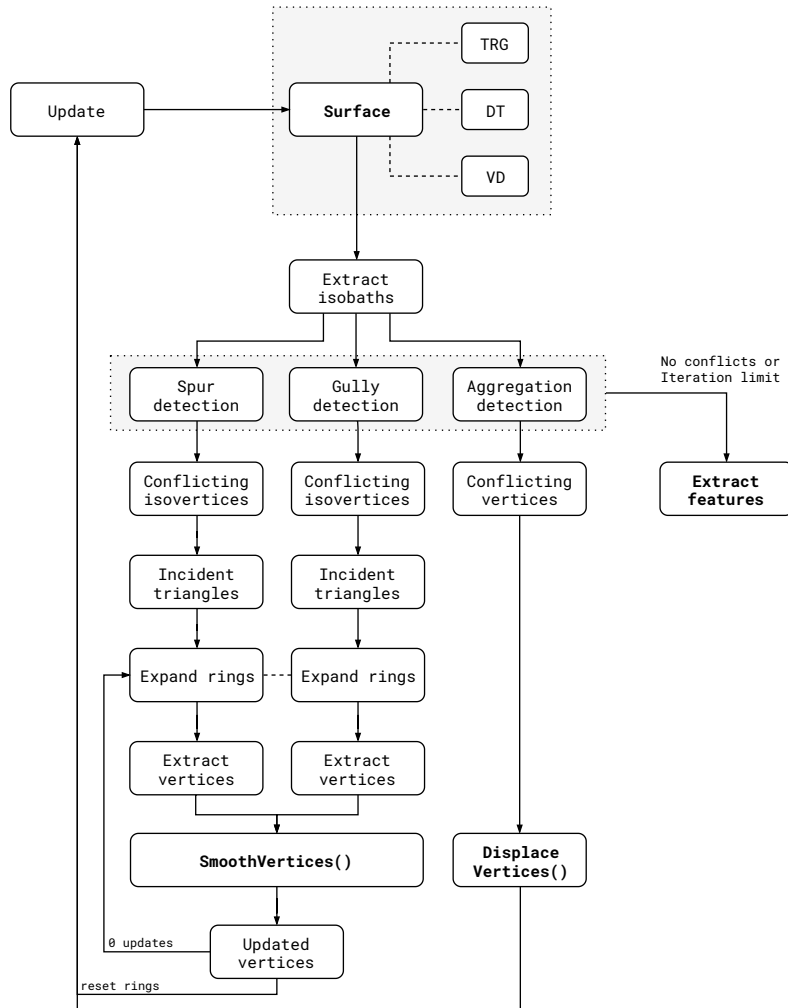 TRG
Update
Surface
DT
VD
Extract
isobaths
No conflicts or
Iteration limit
Spur
detection
Gully
detection
Aggregation
detection
Conflicting
isovertices
Conflicting
isovertices
Conflicting
vertices
Extract
features
Incident
triangles
Incident
triangles
Expand rings
Expand rings
Extract
vertices
Extract
vertices
SmoothVertices()
Displace
Vertices()
Updated
vertices
0 updates
reset rings